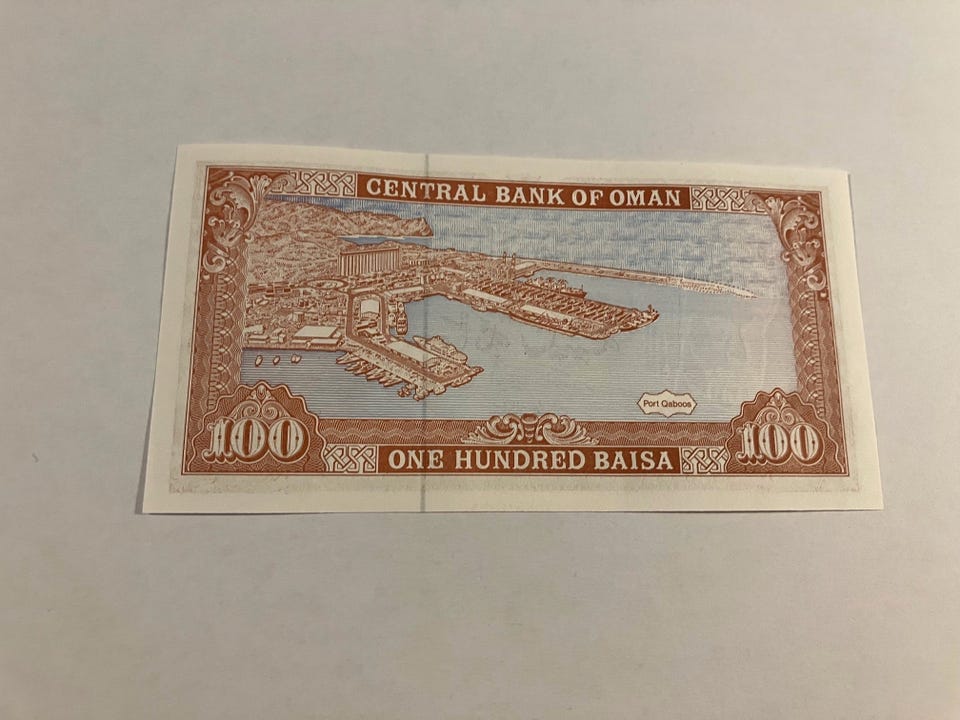 CENTRAL BANK OF OMAN
Port Qaboos
100
100
ONE HUNDRED BAISA